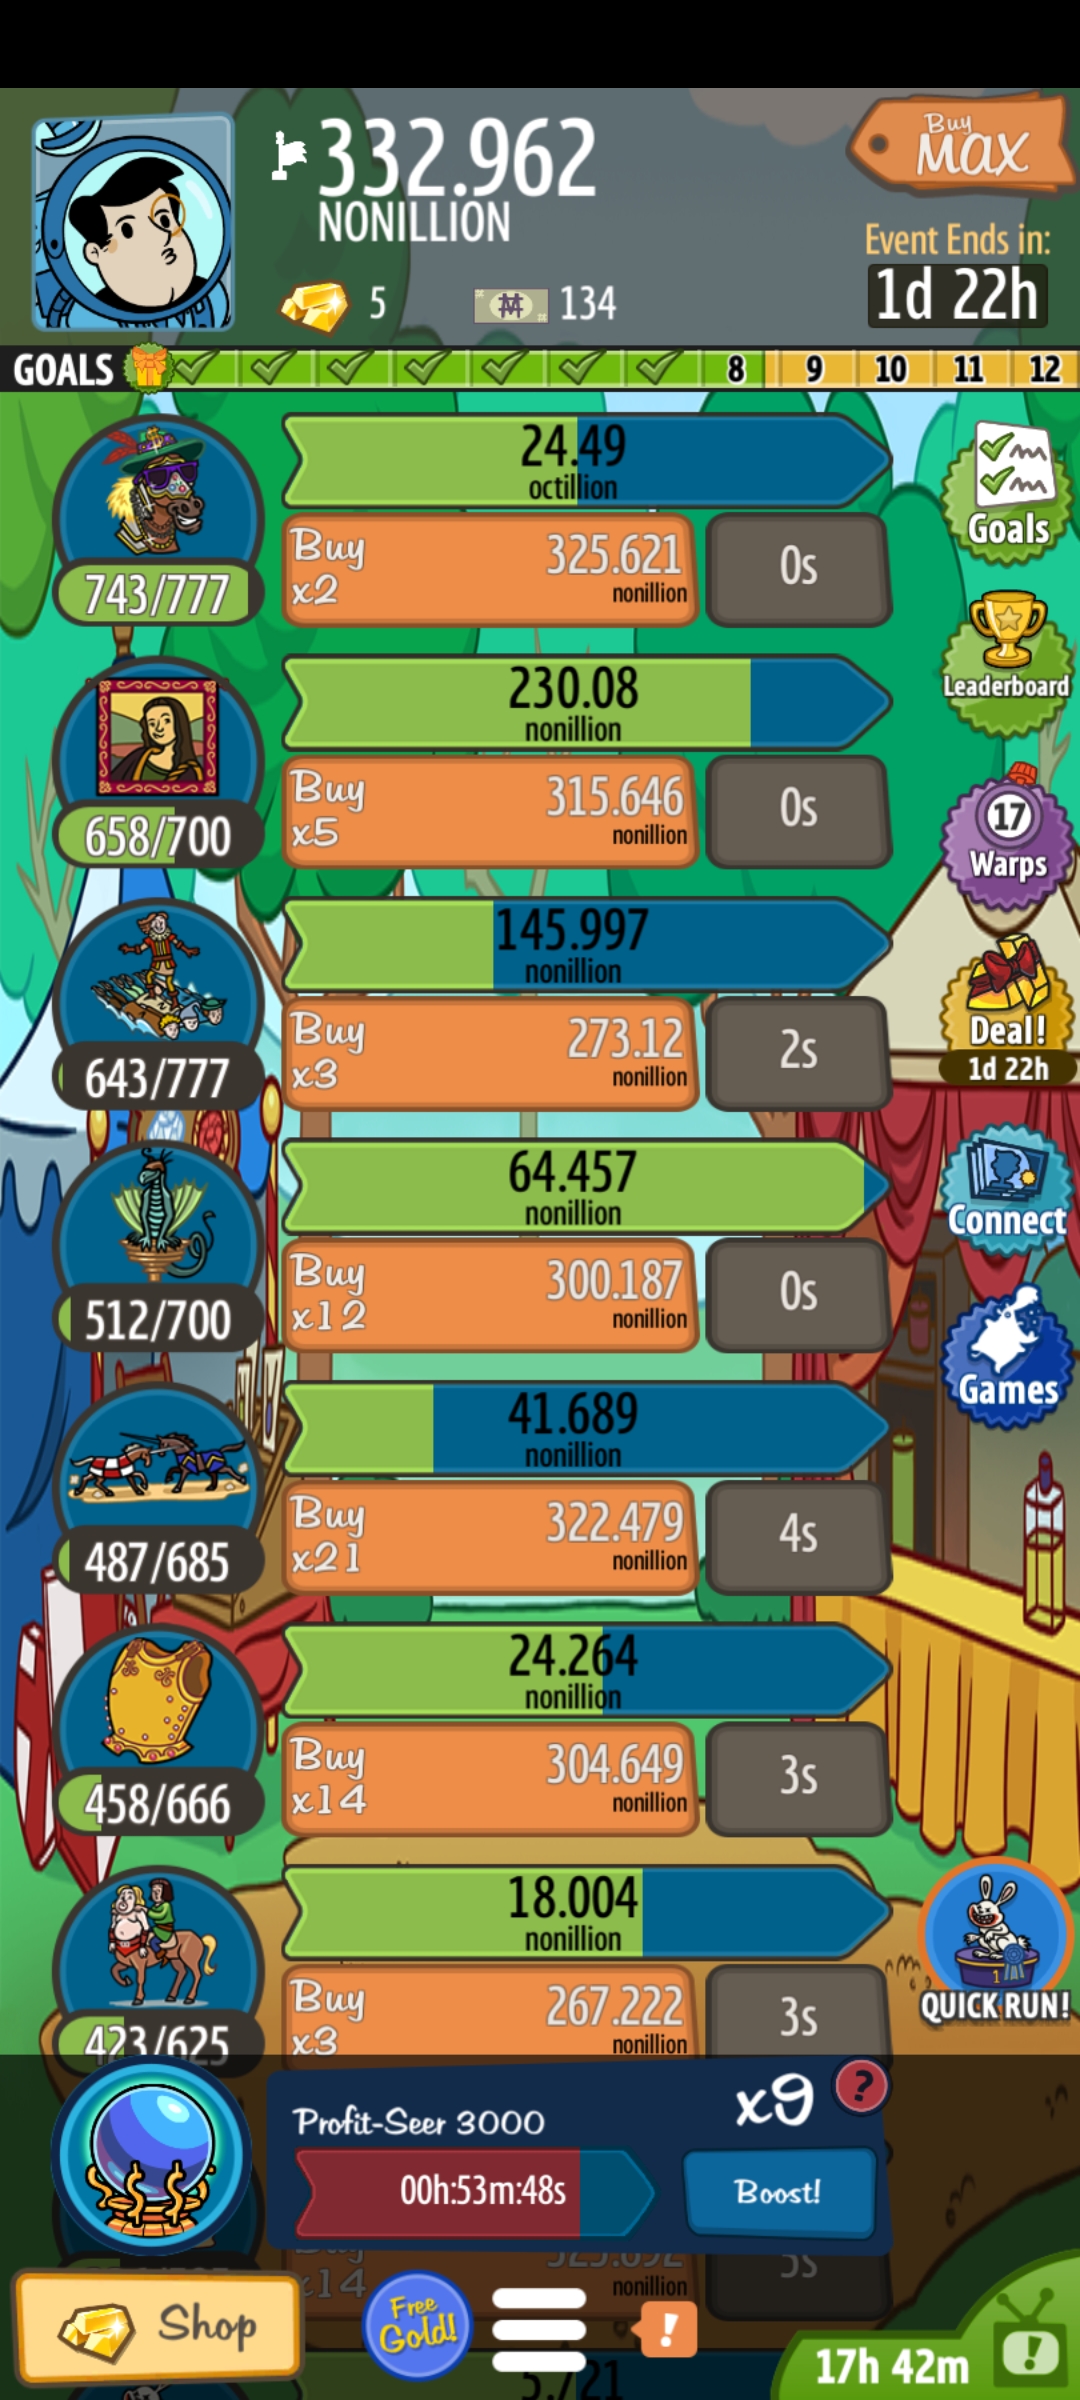 332.962
NONILLION
Buy
MAX
Event Ends in:
1d 22h
5
134
GOALS
8 9 10 11 12
24.49
octillion
743/777
Buy
x2
325.621
nonillion
0s
Goals
230.08
nonillion
Leaderboard
658/700
Buy
x5
315.646
nonillion
0s
17
Warps
145.997
nonillion
643/777
Buy
x3
273.12
nonillion
2s
Deal!
1d 22h
64.457
nonillion
512/700
Buy
x12
300.187
nonillion
0s
Connect
41.689
nonillion
Games
487/685
Buy
x21
322.479
nonillion
4s
24.264
nonillion
458/666
Buy
x14
304.649
nonillion
3s
18.004
nonillion
423/625
Buy
x3
267.222
nonillion
3s
1
QUICK RUN!
Profit-Seer 3000
x9
?
00h:53m:48s
Boost!
x14
nonillion
Shop
Free
Gold!
!
17h 42m
!